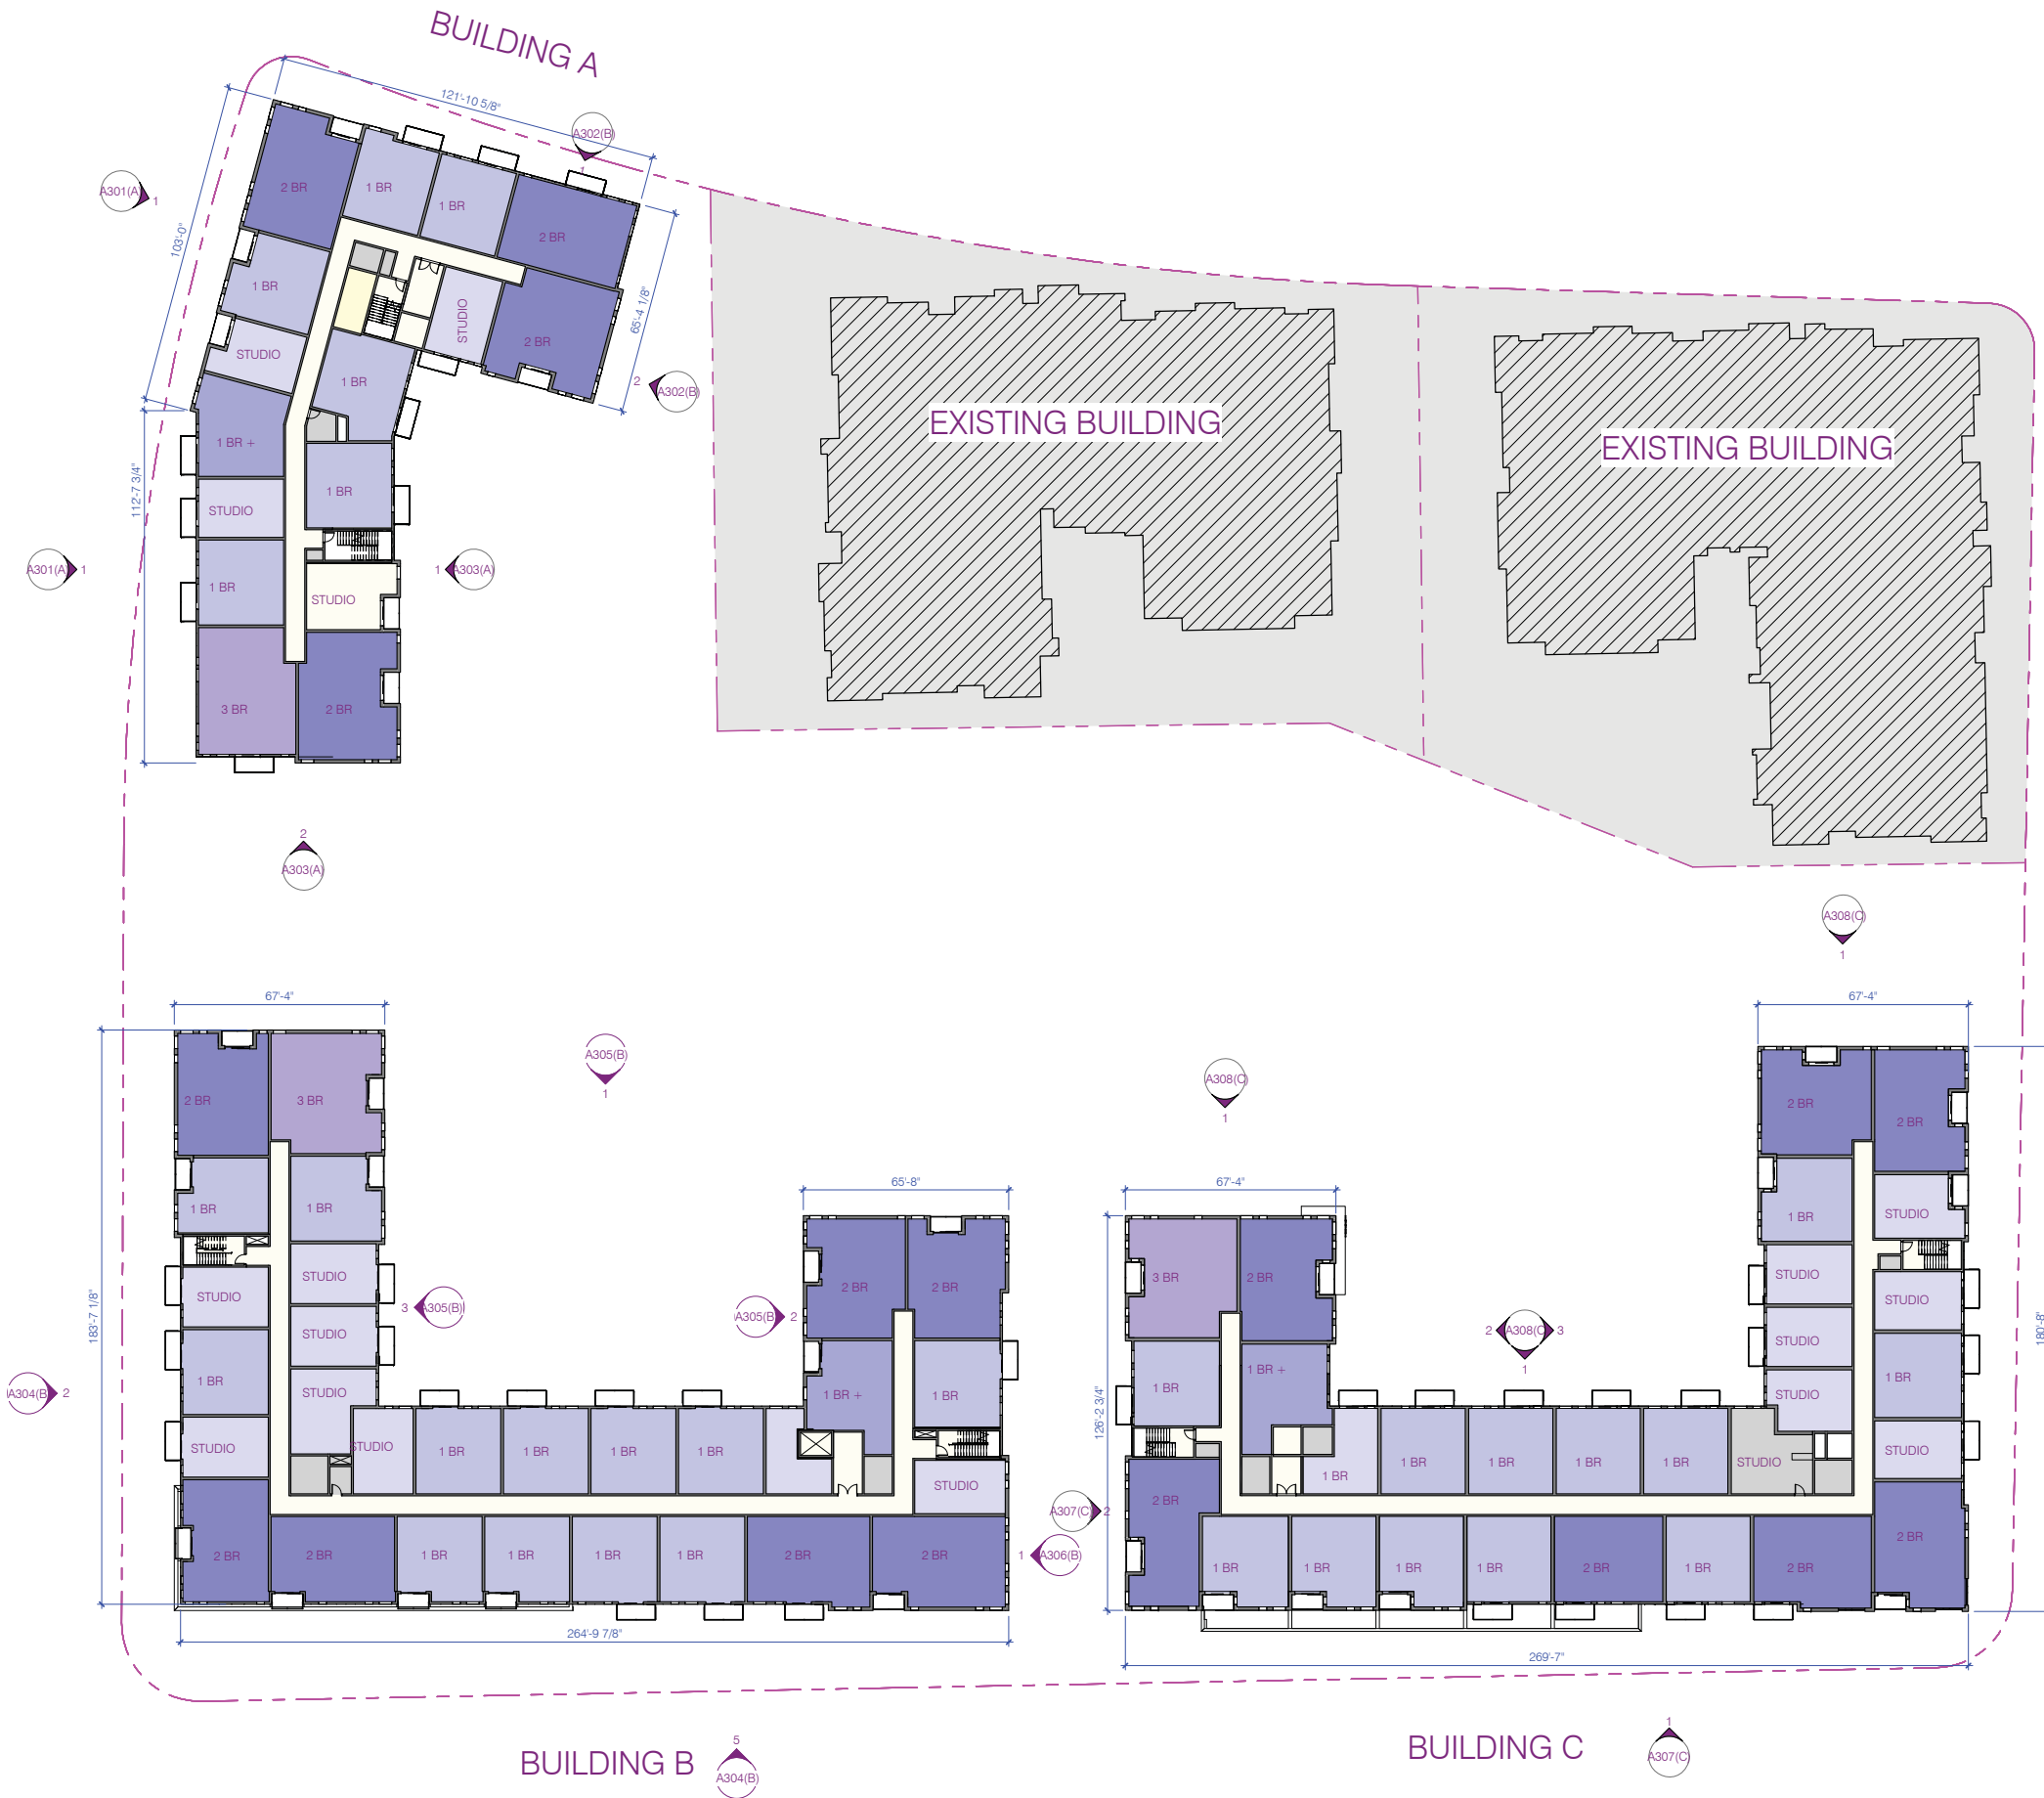 BUILDING A
121'-10 5/8"
A302(B)
1
A301(A)
1
103'-0"
2 BR
1 BR
1 BR
2 BR
1 BR
STUDIO
STUDIO
2 BR
65'-4 1/8"
1 BR
2
A302(B)
1 BR +
112'-7 3/4"
STUDIO
1 BR
A301(A)
1
1
A303(A)
1 BR
STUDIO
3 BR
2 BR
EXISTING BUILDING
EXISTING BUILDING
2
A303(A)
A308(C)
1
67'-4"
183'-7 1/8"
2 BR
3 BR
1 BR
1 BR
STUDIO
STUDIO
1 BR
STUDIO
STUDIO
STUDIO
STUDIO
A305(B)
1
3
A305(B)
A305(B)
2
A304(B)
2
65'-8"
2 BR
2 BR
1 BR +
1 BR
1 BR
1 BR
1 BR
1 BR
STUDIO
2 BR
2 BR
1 BR
1 BR
1 BR
1 BR
2 BR
2 BR
1
A306(B)
264'-9 7/8"
A308(C)
1
67'-4"
126'-2 3/4"
3 BR
2 BR
1 BR
1 BR +
2
A308(C)
3
1
67'-4"
180'-8"
2 BR
2 BR
1 BR
STUDIO
STUDIO
STUDIO
STUDIO
1 BR
STUDIO
STUDIO
1 BR
1 BR
1 BR
1 BR
1 BR
STUDIO
A307(C)
2
2 BR
1 BR
1 BR
1 BR
1 BR
2 BR
1 BR
2 BR
2 BR
269'-7"
BUILDING B
5
A304(B)
BUILDING C
1
A307(C)